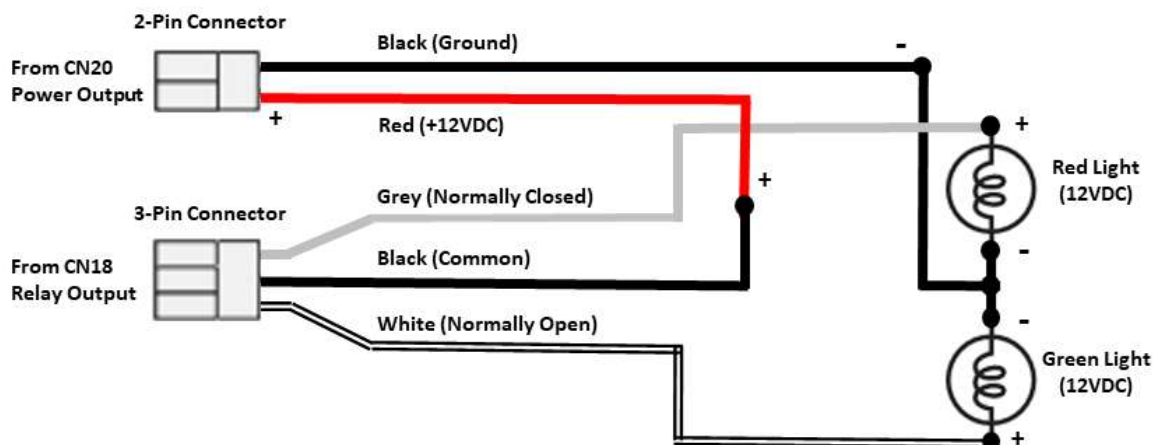 2-Pin Connector
From CN20
Power Output
Black (Ground)
-
+
Red (+12VDC)
+
Grey (Normally Closed)
+
Red Light
(12VDC)
-
3-Pin Connector
From CN18
Relay Output
Black (Common)
White (Normally Open)
-
Green Light
(12VDC)
+